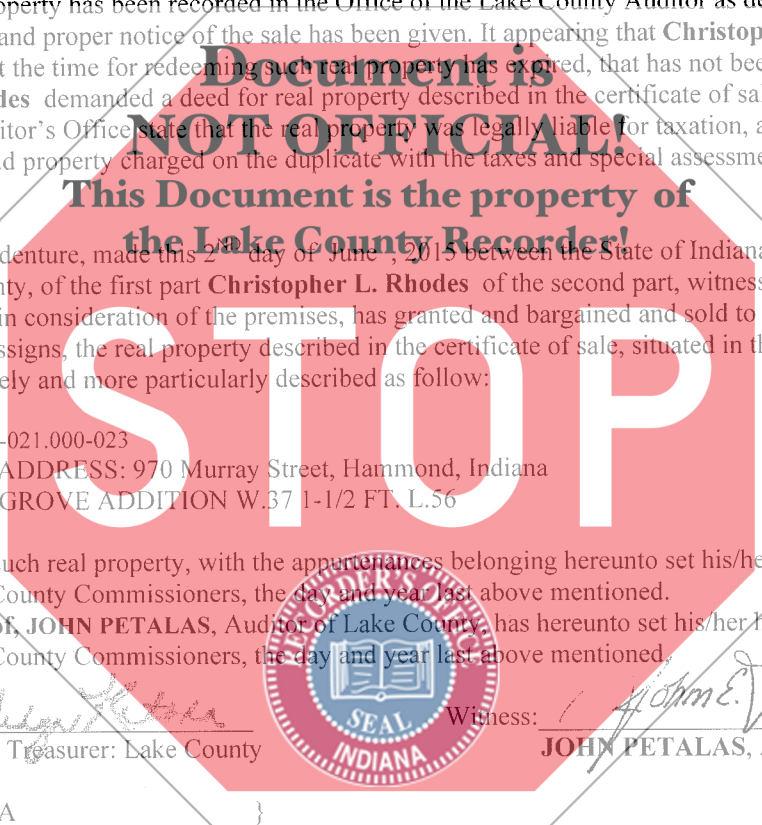 operty has been recorded in the Office of the Lake County Auditor as de
and proper notice of the sale has been given. It appearing that Christop
t the time for redeeming such real property has expired, that has not bee
des demanded a deed for real property described in the certificate of sal
itor's Office state that the real property was legally liable for taxation, a
d property charged on the duplicate with the taxes and special assessme
Document is
NOT OFFICIAL!
This Document is the property of
the Lake County Recorder!
denture, made this 2ND day of June , 2015 between the State of Indiana
nty, of the first part Christopher L. Rhodes of the second part, witness
in consideration of the premises, has granted and bargained and sold to
ssigns, the real property described in the certificate of sale, situated in th
ely and more particularly described as follow:
STOP
-021.000-023
ADDRESS: 970 Murray Street, Hammond, Indiana
GROVE ADDITION W.37 1-1/2 FT. L.56
uch real property, with the appurtenances belonging hereunto set his/he
County Commissioners, the day and year last above mentioned.
of, JOHN PETALAS, Auditor of Lake County, has hereunto set his/her h
County Commissioners, the day and year last above mentioned.
RECORDER'S OFFICE
SEAL
INDIANA
Witness: John E.
Treasurer: Lake County JOHN PETALAS,
A }